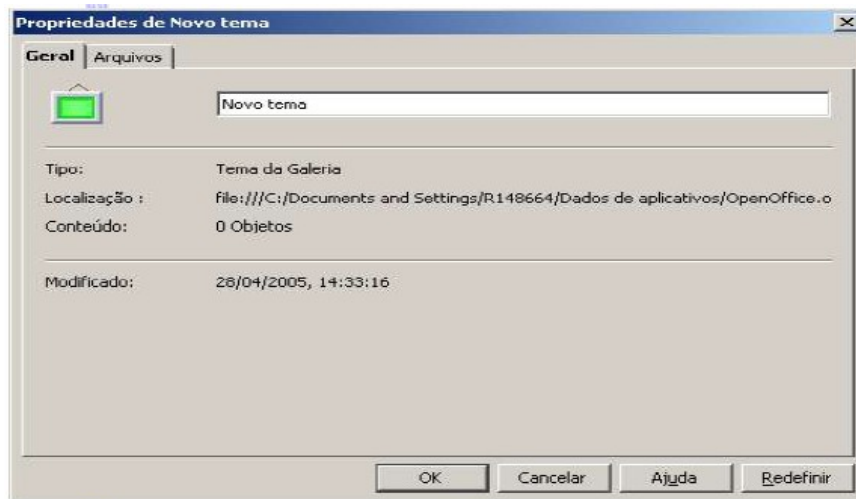 Propriedades de Novo tema
Geral
Arquivos
Novo tema
Tipo: Tema da Galeria
Localização : file:///C:/Documents and Settings/R148664/Dados de aplicativos/OpenOffice.o
Conteúdo: 0 Objetos
Modificado: 28/04/2005, 14:33:16
OK
Cancelar
Ajuda
Redefinir